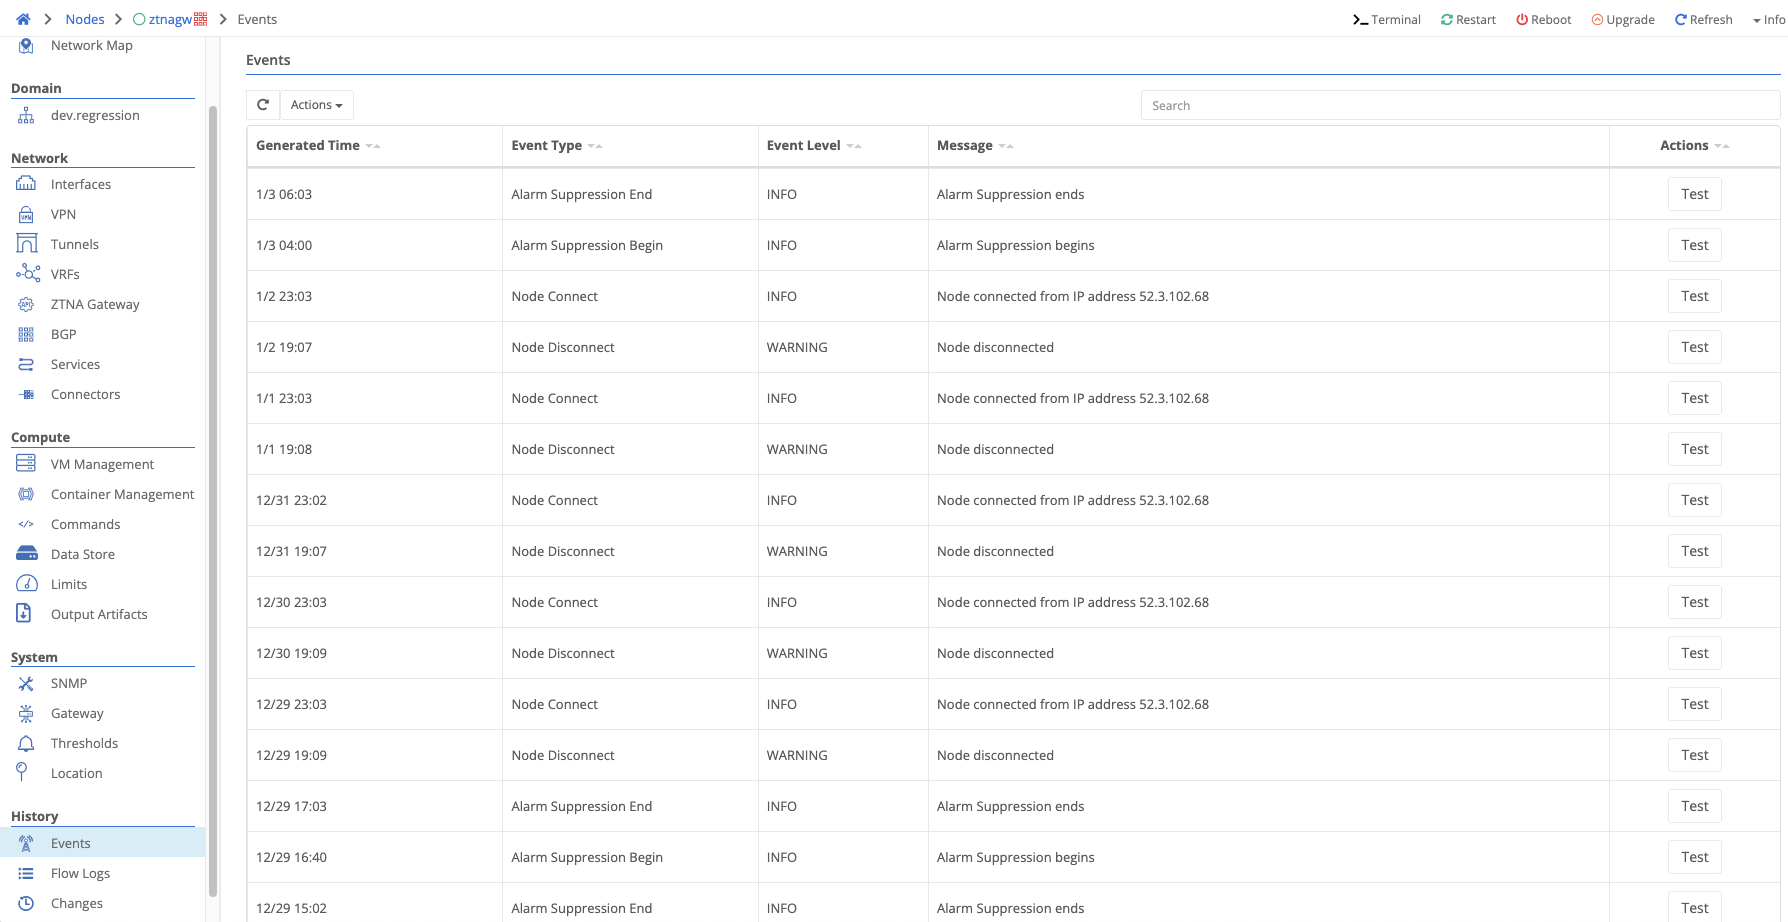 Nodes
ztnagw
Events
Terminal
Restart
Reboot
Upgrade
Refresh
Info
Network Map
Domain
dev.regression
Network
Interfaces
VPN
Tunnels
VRFs
ZTNA Gateway
BGP
Services
Connectors
Compute
VM Management
Container Management
Commands
Data Store
Limits
Output Artifacts
System
SNMP
Gateway
Thresholds
Location
History
Events
Flow Logs
Changes
Events
Actions
Search
Generated Time Event Type Event Level Message Actions
1/3 06:03 Alarm Suppression End INFO Alarm Suppression ends Test
1/3 04:00 Alarm Suppression Begin INFO Alarm Suppression begins Test
1/2 23:03 Node Connect INFO Node connected from IP address 52.3.102.68 Test
1/2 19:07 Node Disconnect WARNING Node disconnected Test
1/1 23:03 Node Connect INFO Node connected from IP address 52.3.102.68 Test
1/1 19:08 Node Disconnect WARNING Node disconnected Test
12/31 23:02 Node Connect INFO Node connected from IP address 52.3.102.68 Test
12/31 19:07 Node Disconnect WARNING Node disconnected Test
12/30 23:03 Node Connect INFO Node connected from IP address 52.3.102.68 Test
12/30 19:09 Node Disconnect WARNING Node disconnected Test
12/29 23:03 Node Connect INFO Node connected from IP address 52.3.102.68 Test
12/29 19:09 Node Disconnect WARNING Node disconnected Test
12/29 17:03 Alarm Suppression End INFO Alarm Suppression ends Test
12/29 16:40 Alarm Suppression Begin INFO Alarm Suppression begins Test
12/29 15:02 Alarm Suppression End INFO Alarm Suppression ends Test